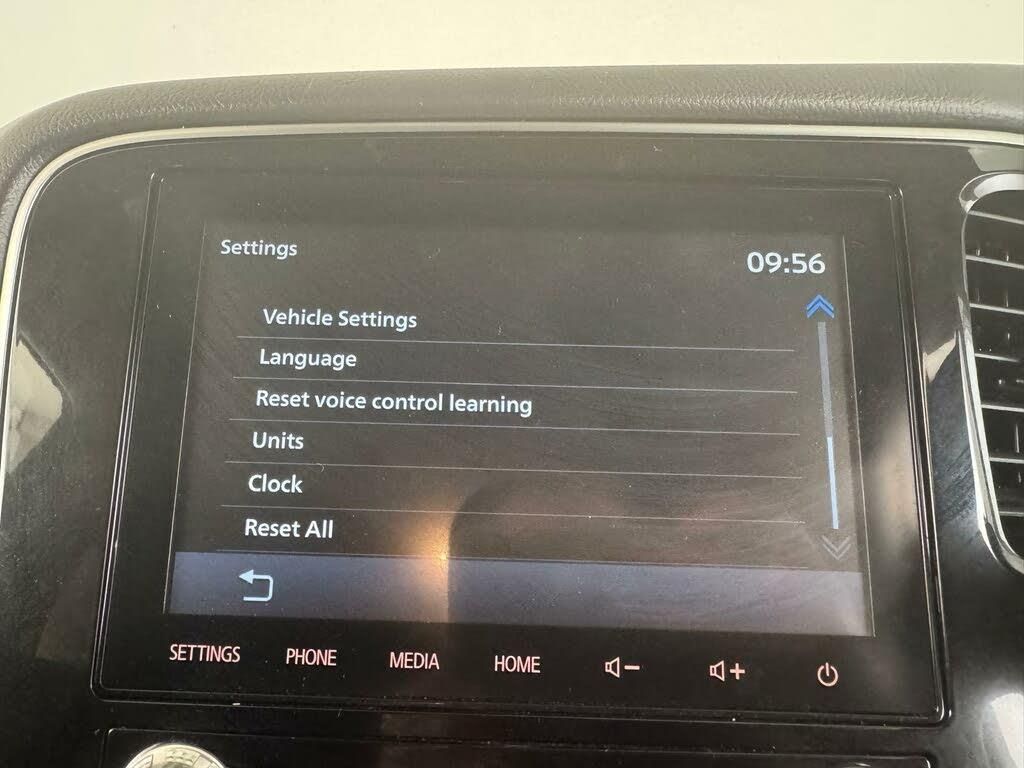 Settings
09:56
Vehicle Settings
Language
Reset voice control learning
Units
Clock
Reset All
SETTINGS PHONE MEDIA HOME